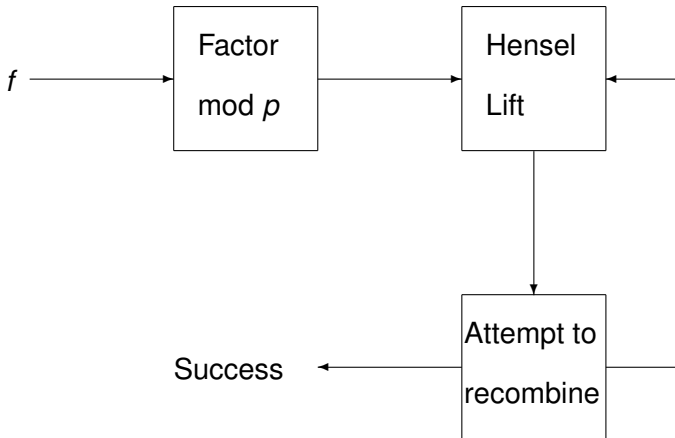 f
Factor
mod p
Hensel
Lift
Success
Attempt to
recombine